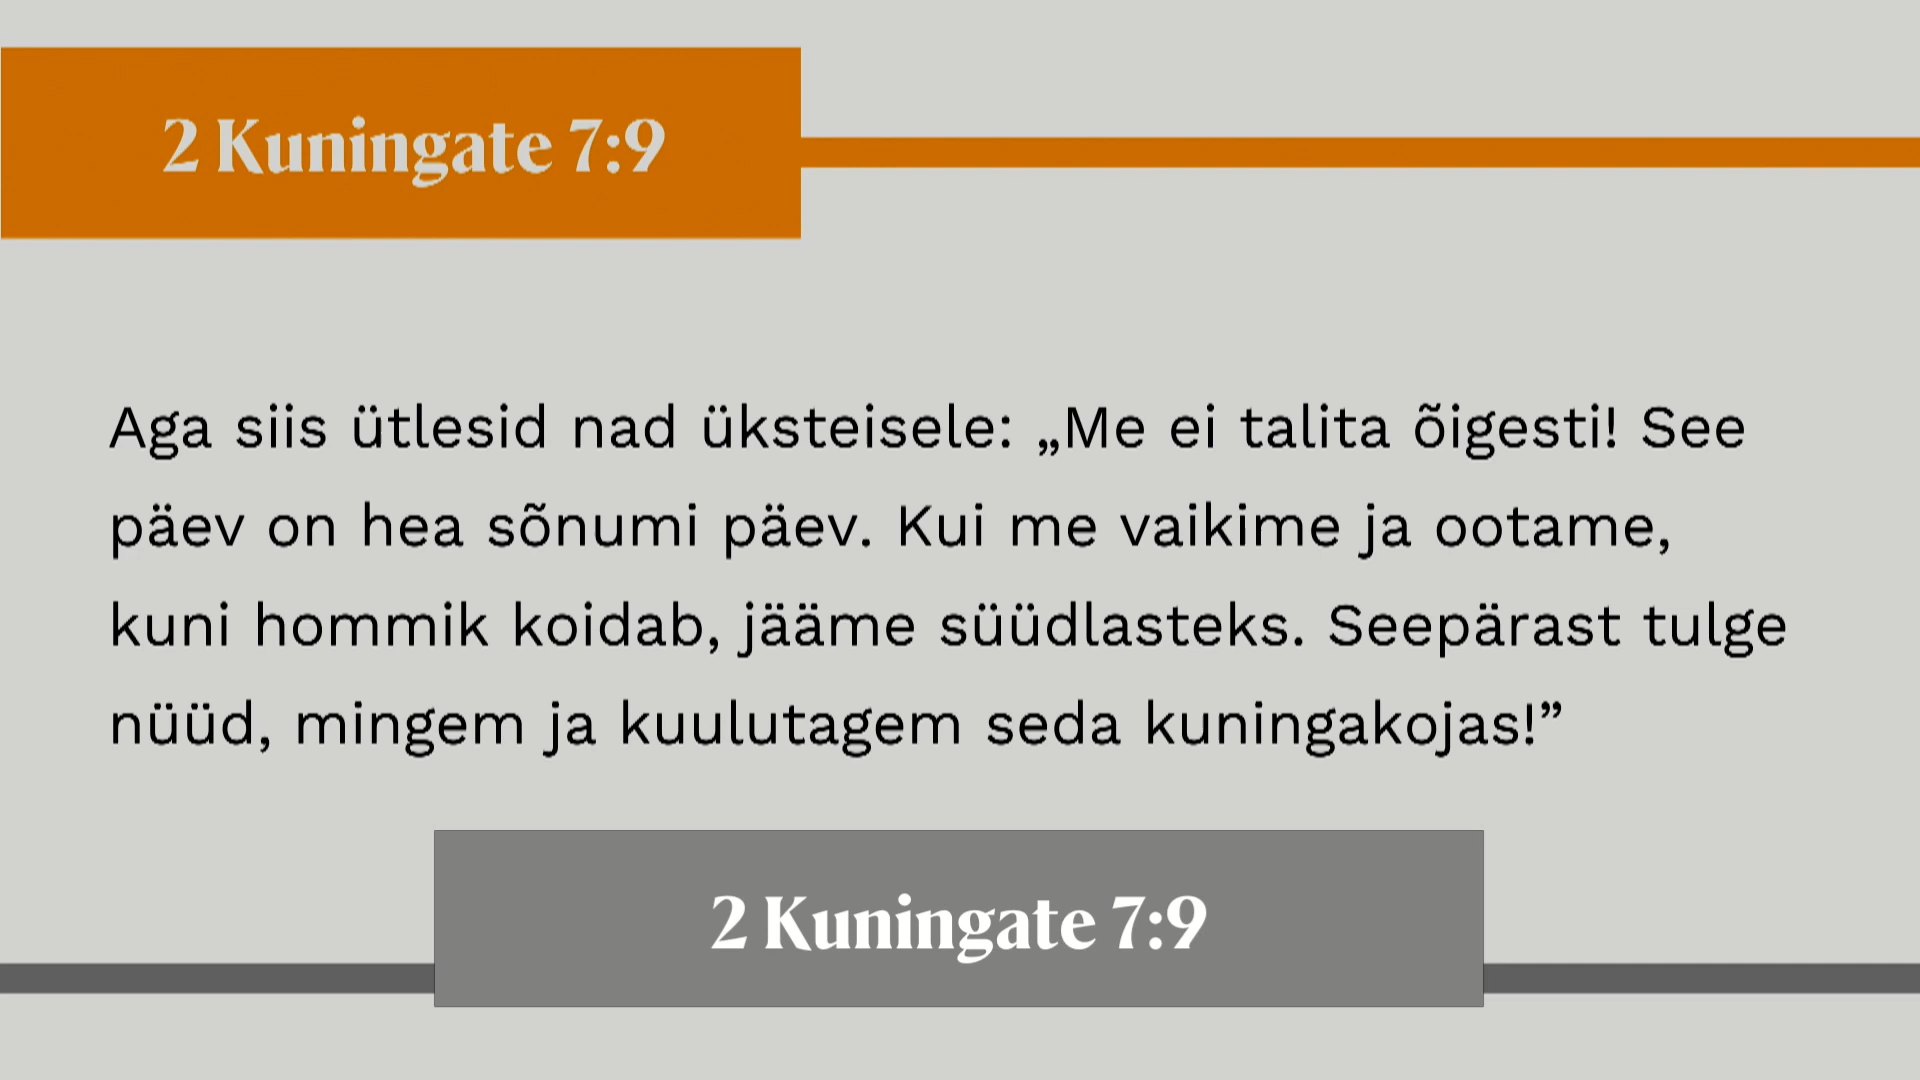 2 Kuningate 7:9
Aga siis ütlesid nad üksteisele: „Me ei talita õigesti! See
päev on hea sõnumi päev. Kui me vaikime ja ootame,
kuni hommik koidab, jääme süüdlasteks. Seepärast tulge
nüüd, mingem ja kuulutagem seda kuningakojas!”
2 Kuningate 7:9